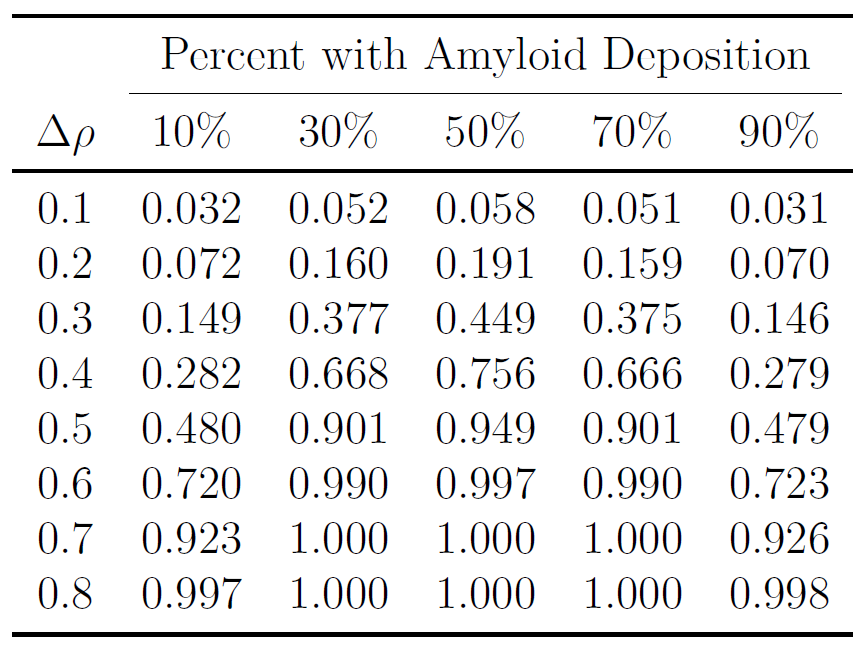 Percent with Amyloid Deposition
Δρ 10% 30% 50% 70% 90%
0.1 0.032 0.052 0.058 0.051 0.031
0.2 0.072 0.160 0.191 0.159 0.070
0.3 0.149 0.377 0.449 0.375 0.146
0.4 0.282 0.668 0.756 0.666 0.279
0.5 0.480 0.901 0.949 0.901 0.479
0.6 0.720 0.990 0.997 0.990 0.723
0.7 0.923 1.000 1.000 1.000 0.926
0.8 0.997 1.000 1.000 1.000 0.998